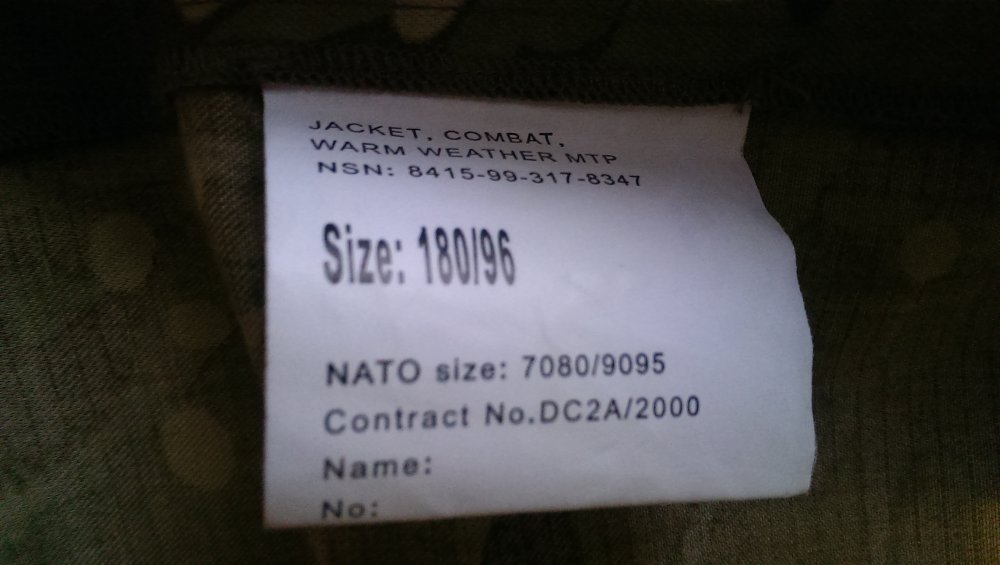 JACKET, COMBAT,
WARM WEATHER MTP
NSN: 8415-99-317-8347
Size: 180/96
NATO size: 7080/9095
Contract No.DC2A/2000
Name:
No: